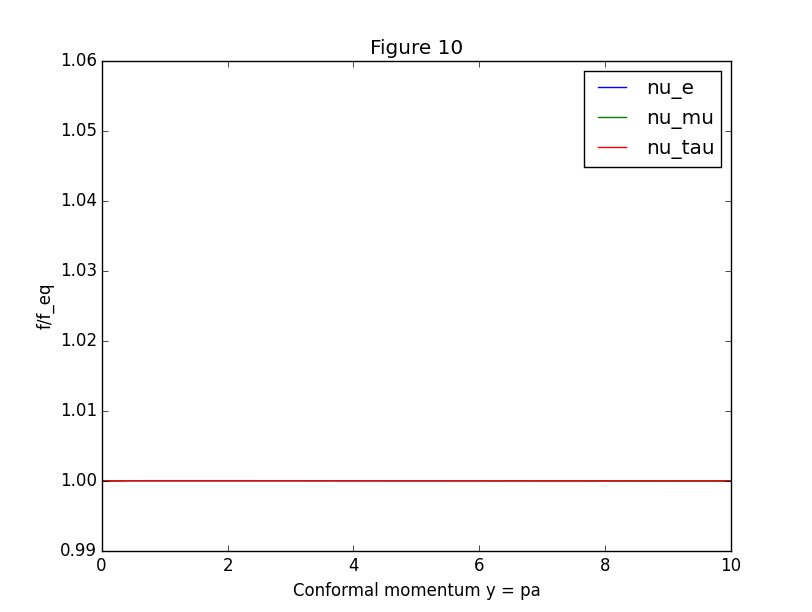 Figure 10
1.06
1.05
1.04
1.03
1.02
1.01
1.00
0.99
f/f_eq
nu_e
nu_mu
nu_tau
0 2 4 6 8 10
Conformal momentum y = pa